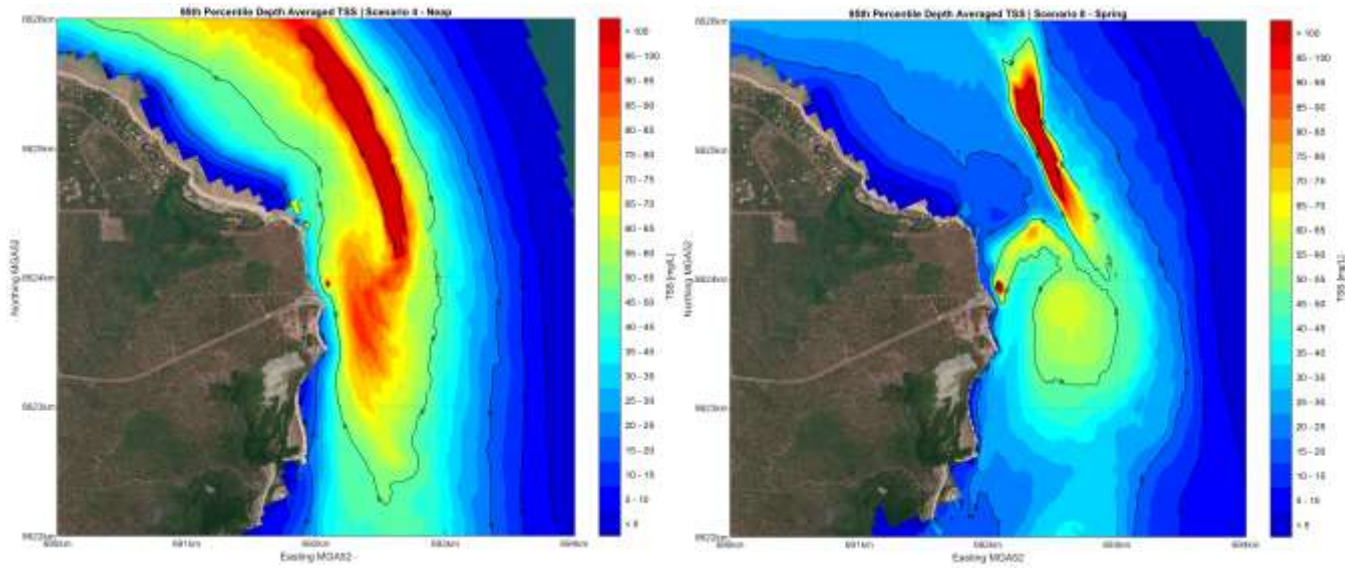 95th Percentile Depth Averaged TSS | Scenario 4 - Neap
> 100
95 - 100
90 - 95
85 - 90
80 - 85
75 - 80
70 - 75
65 - 70
60 - 65
55 - 60
50 - 55
45 - 50
40 - 45
35 - 40
30 - 35
25 - 30
20 - 25
15 - 20
10 - 15
5 - 10
< 5
TSS [mg/L]
Northing MGA52
Easting MGA52
95th Percentile Depth Averaged TSS | Scenario 8 - Spring
> 100
95 - 100
90 - 95
85 - 90
80 - 85
75 - 80
70 - 75
65 - 70
60 - 65
55 - 60
50 - 55
45 - 50
40 - 45
35 - 40
30 - 35
25 - 30
20 - 25
15 - 20
10 - 15
5 - 10
< 5
TSS [mg/L]
Northing MGA52
Easting MGA52